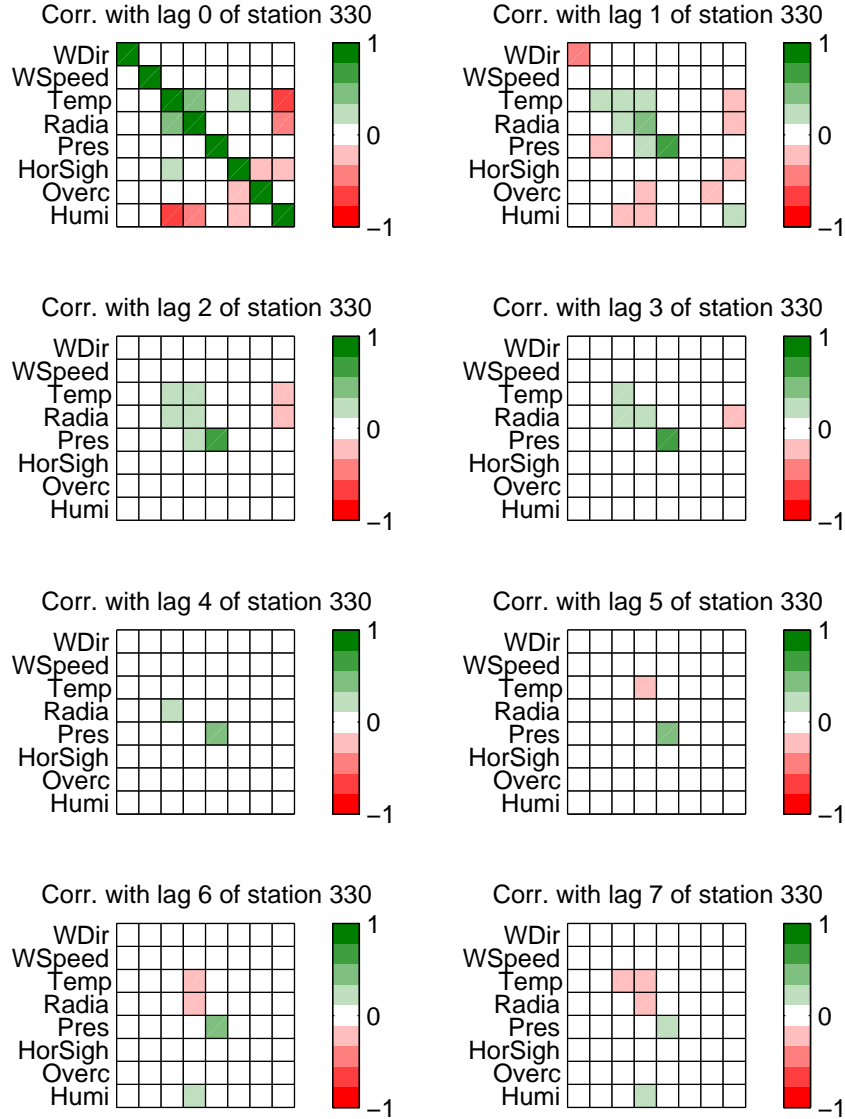 Corr. with lag 0 of station 330
WDir
WSpeed
Temp
Radia
Pres
HorSigh
Overc
Humi
1
0
−1
Corr. with lag 1 of station 330
WDir
WSpeed
Temp
Radia
Pres
HorSigh
Overc
Humi
1
0
−1
Corr. with lag 2 of station 330
WDir
WSpeed
Temp
Radia
Pres
HorSigh
Overc
Humi
1
0
−1
Corr. with lag 3 of station 330
WDir
WSpeed
Temp
Radia
Pres
HorSigh
Overc
Humi
1
0
−1
Corr. with lag 4 of station 330
WDir
WSpeed
Temp
Radia
Pres
HorSigh
Overc
Humi
1
0
−1
Corr. with lag 5 of station 330
WDir
WSpeed
Temp
Radia
Pres
HorSigh
Overc
Humi
1
0
−1
Corr. with lag 6 of station 330
WDir
WSpeed
Temp
Radia
Pres
HorSigh
Overc
Humi
1
0
−1
Corr. with lag 7 of station 330
WDir
WSpeed
Temp
Radia
Pres
HorSigh
Overc
Humi
1
0
−1